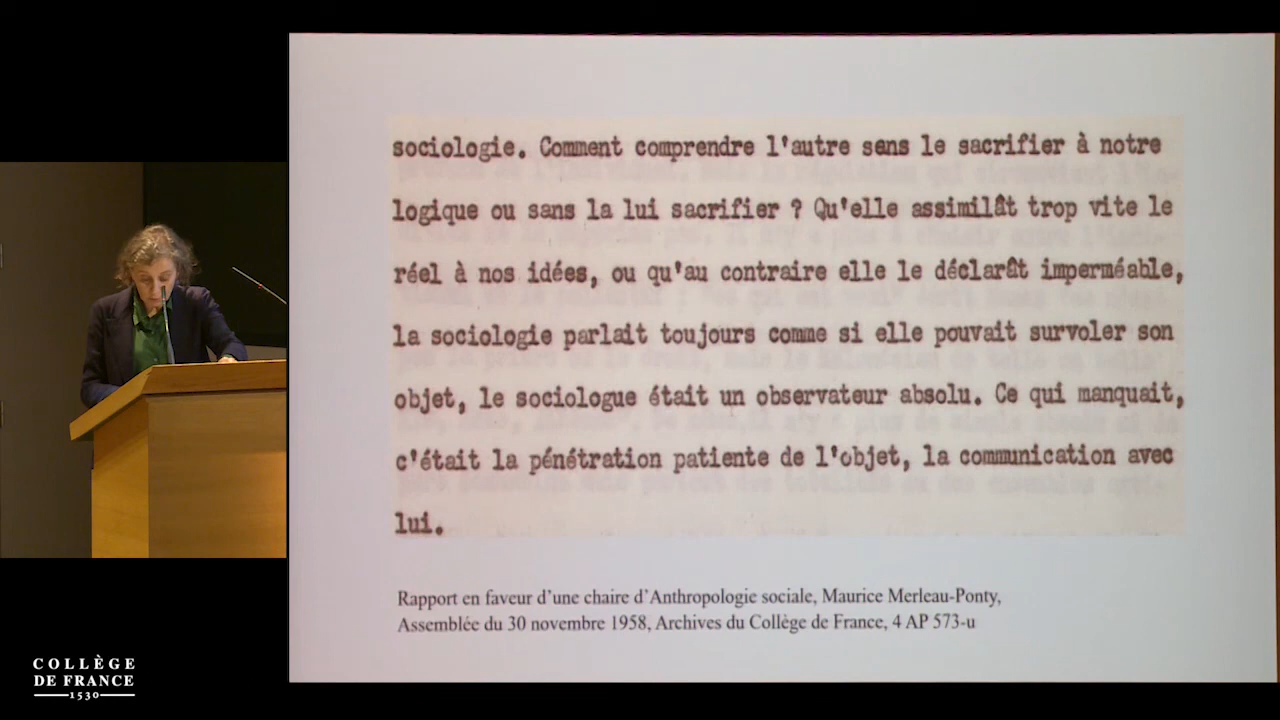 sociologie. Comment comprendre l'autre sans le sacrifier à notre
logique ou sans la lui sacrifier ? Qu'elle assimilât trop vite le
réel à nos idées, ou qu'au contraire elle le déclarât imperméable,
la sociologie parlait toujours comme si elle pouvait survoler son
objet, le sociologue était un observateur absolu. Ce qui manquait,
c'était la pénétration patiente de l'objet, la communication avec
lui.
Rapport en faveur d'une chaire d'Anthropologie sociale, Maurice Merleau-Ponty,
Assemblée du 30 novembre 1958, Archives du Collège de France, 4 AP 573-u
COLLÈGE
DE FRANCE
1530